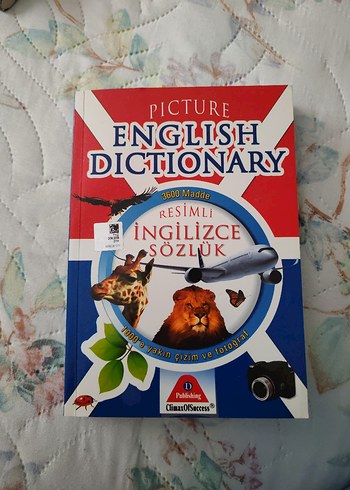 PICTURE
ENGLISH
DICTIONARY
3600 Madde
RESİMLİ
İNGİLİZCE
SÖZLÜK
1000'e yakın çizim ve fotoğraf
D
Publishing
ClimaxOfSuccess®